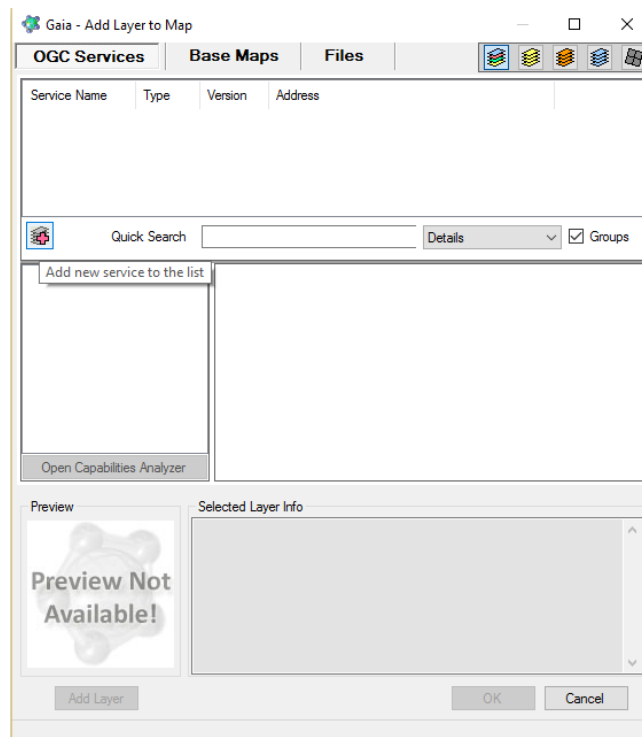 Gaia - Add Layer to Map
OGC Services Base Maps Files
Service Name Type Version Address
Quick Search Details Groups
Add new service to the list
Open Capabilities Analyzer
Preview Selected Layer Info
Preview Not
Available!
Add Layer OK Cancel